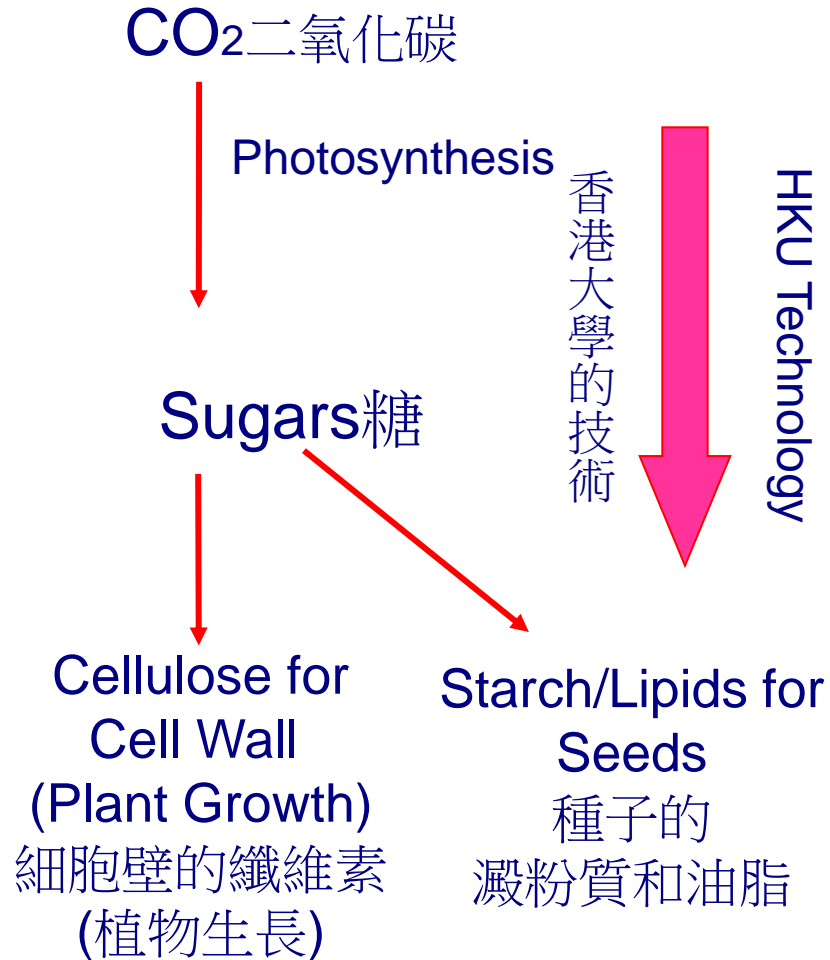 CO2二氧化碳
Photosynthesis
香港大學的技術
HKU Technology
Sugars糖
Cellulose for
Cell Wall
(Plant Growth)
細胞壁的纖維素
(植物生長)
Starch/Lipids for
Seeds
種子的
澱粉質和油脂